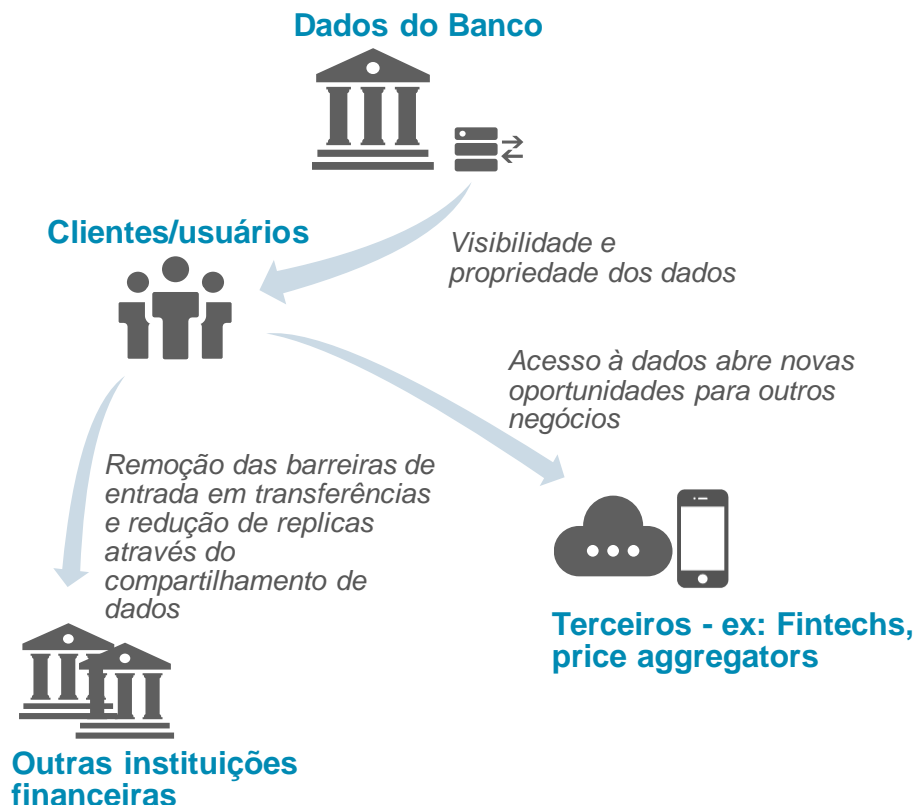 Dados do Banco
Clientes/usuários
Visibilidade e
propriedade dos dados
Acesso à dados abre novas
oportunidades para outros
negócios
Remoção das barreiras de
entrada em transferências
e redução de replicas
através do
compartilhamento de
dados
Terceiros - ex: Fintechs,
price aggregators
Outras instituições
financeiras